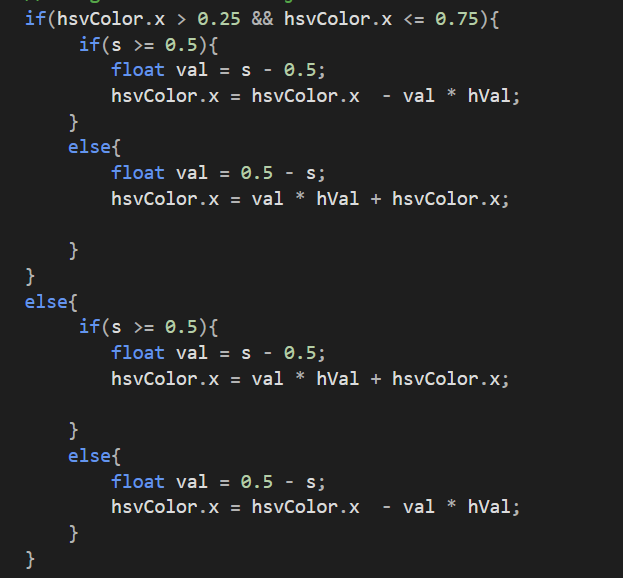 if(hsvColor.x > 0.25 && hsvColor.x <= 0.75){
if(s >= 0.5){
float val = s - 0.5;
hsvColor.x = hsvColor.x  - val * hVal;
}
else{
float val = 0.5 - s;
hsvColor.x = val * hVal + hsvColor.x;
}
}
else{
if(s >= 0.5){
float val = s - 0.5;
hsvColor.x = val * hVal + hsvColor.x;
}
else{
float val = 0.5 - s;
hsvColor.x = hsvColor.x  - val * hVal;
}
}